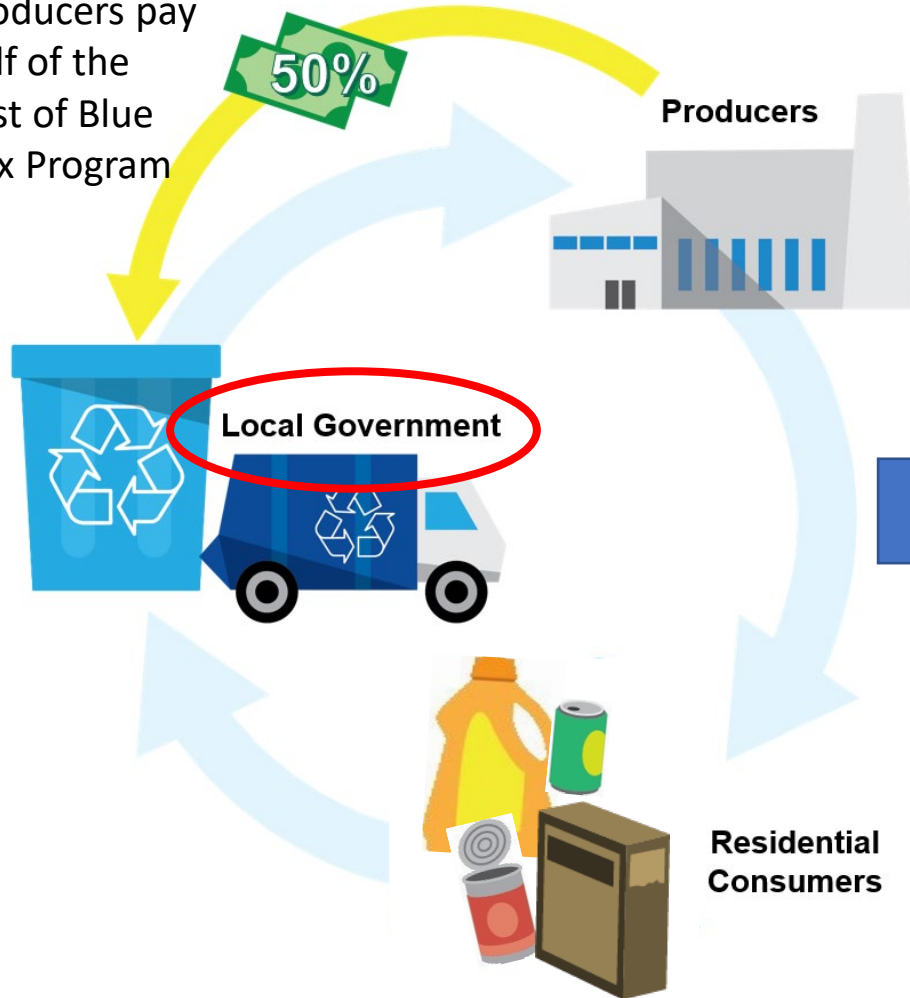 oducers pay
lf of the
st of Blue
x Program
50%
Producers
Local Government
Residential
Consumers